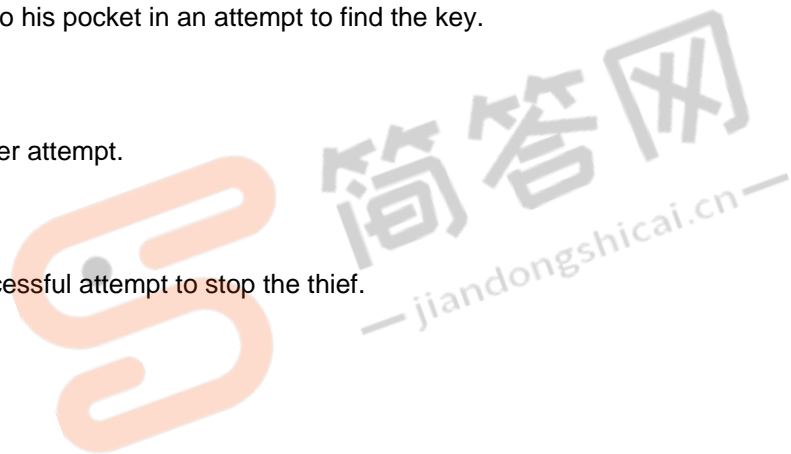 o his pocket in an attempt to find the key.
简答网
er attempt.
jiandongshicai.cn
cessful attempt to stop the thief.